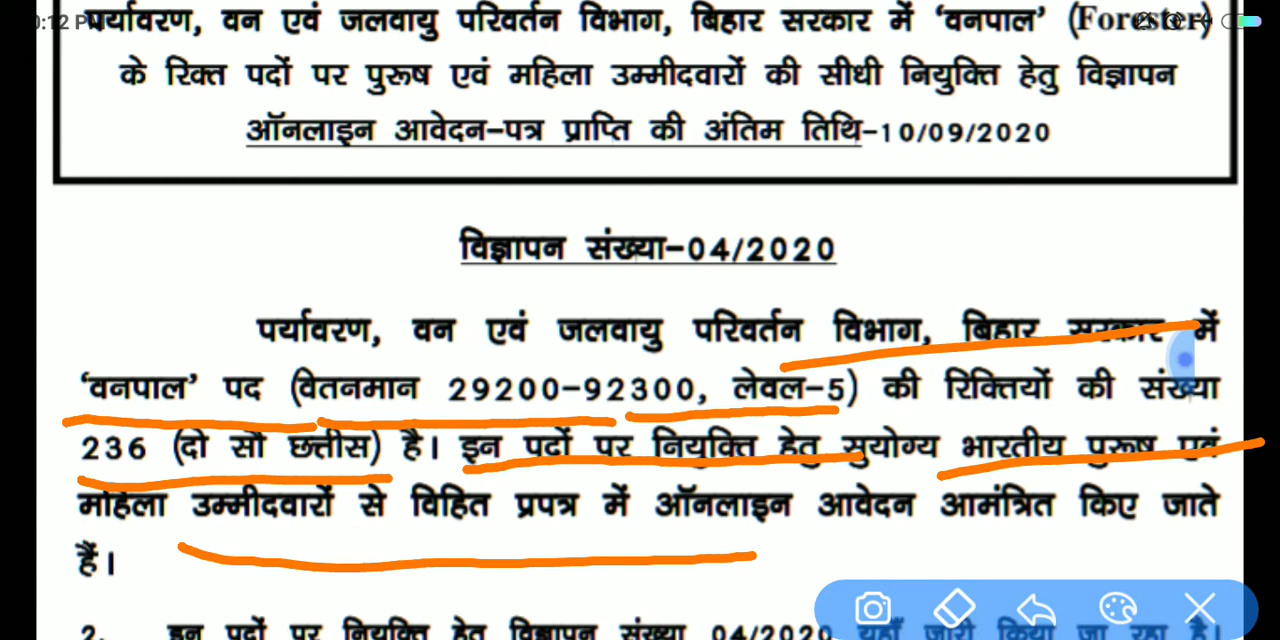 :12 P
पर्यावरण, वन एवं जलवायु परिवर्तन विभाग, बिहार सरकार में ‘वनपाल’ (Forester)
के रिक्त पदों पर पुरूष एवं महिला उम्मीदवारों की सीधी नियुक्ति हेतु विज्ञापन
ऑनलाइन आवेदन–पत्र प्राप्ति की अंतिम तिथि–10/09/2020
विज्ञापन संख्या–04/2020
पर्यावरण, वन एवं जलवायु परिवर्तन विभाग, बिहार सरकार में
‘वनपाल’ पद (वेतनमान 29200–92300, लेवल–5) की रिक्तियों की संख्या
236 (दो सौ छत्तीस) है। इन पदों पर नियुक्ति हेतु सुयोग्य भारतीय पुरूष एवं
महिला उम्मीदवारों से विहित प्रपत्र में ऑनलाइन आवेदन आमंत्रित किए जाते
हैं।
2. इन पदों पर नियुक्ति हेतु विज्ञापन संख्या 04/2020 यहाँ जारी किया जा रहा है।